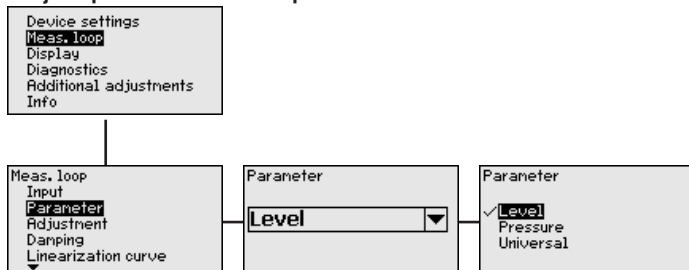 Device settings
Meas. loop
Display
Diagnostics
Additional adjustments
Info
Meas. loop
Input
Parameter
Adjustment
Damping
Linearization curve
Parameter
Level
Parameter
Level
Pressure
Universal